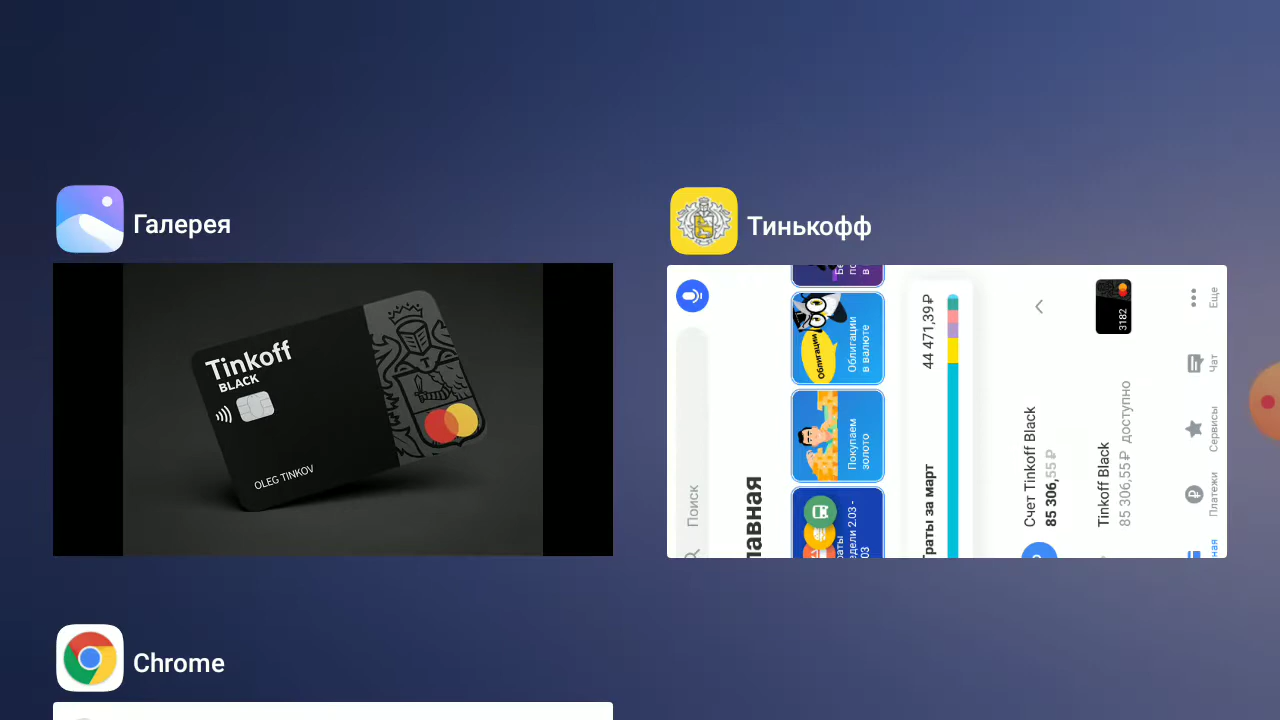 Галерея
Tinkoff
BLACK
OLEG TINKOV
Тинькофф
Поиск
Облигации
Облигации
в валюте
Покупаем
золото
44 471,39 ₽
Траты за март
Счет Tinkoff Black
85 306,55 ₽
Tinkoff Black
85 306,55 ₽ доступно
3182
Еще
Чат
Сервисы
Платежи
Chrome